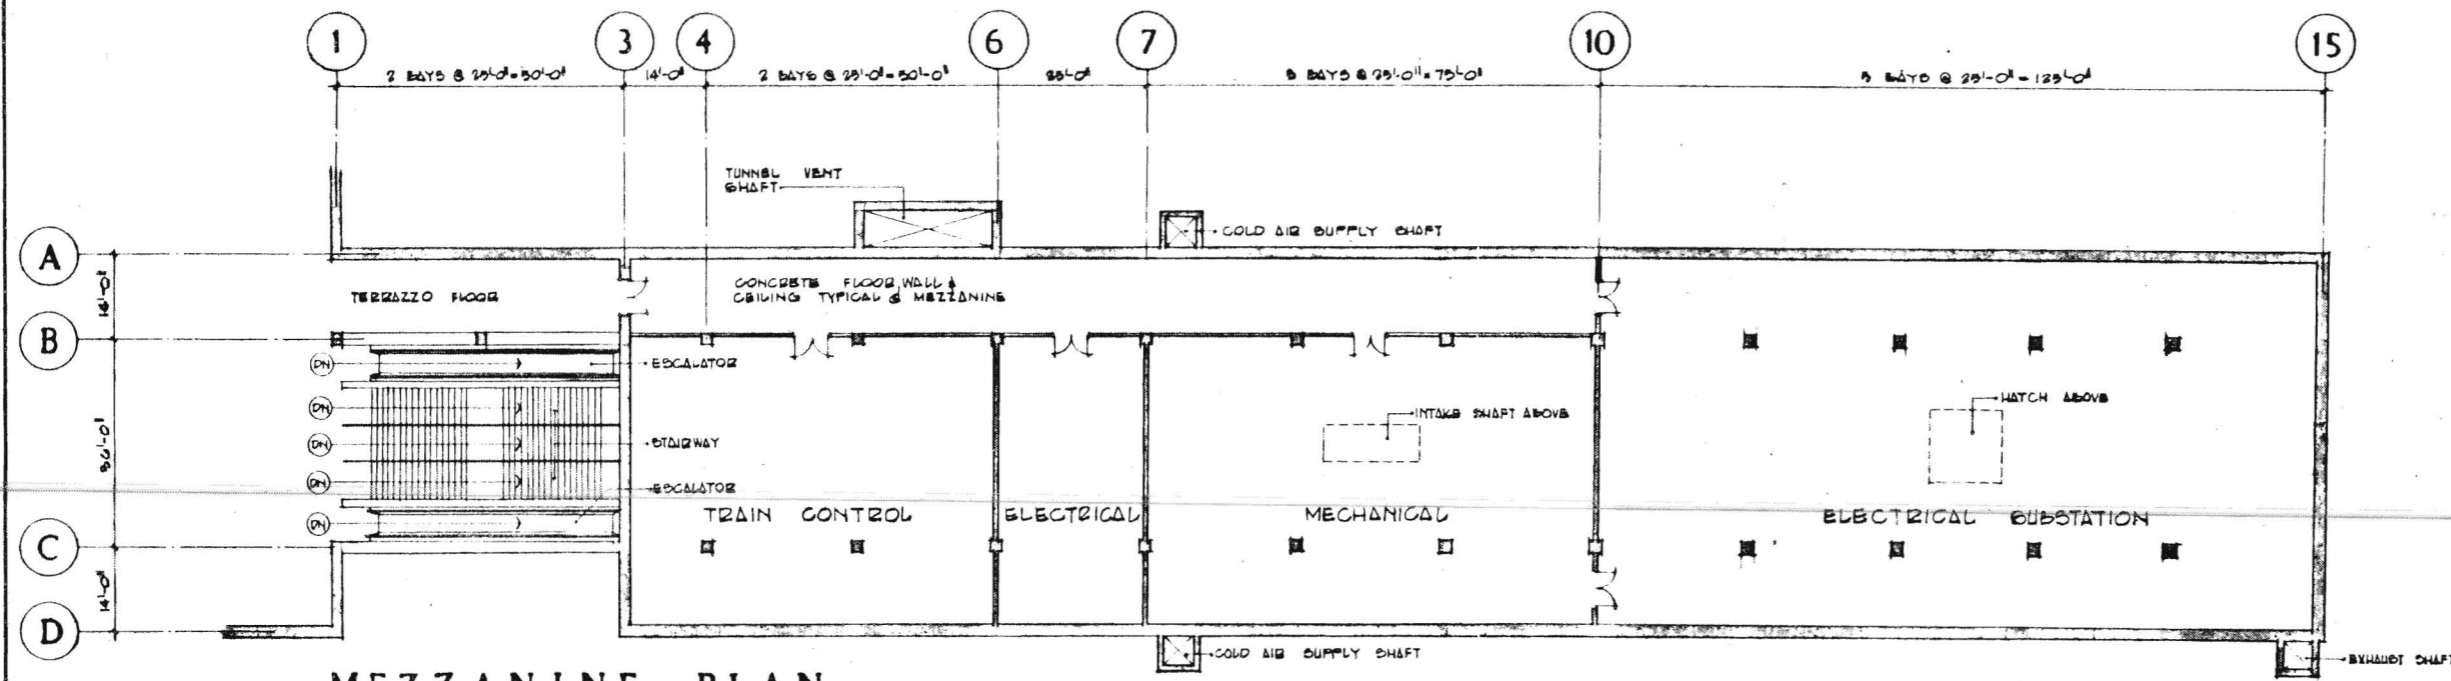 1 3 4 6 7 10 15
2 BAYS @ 25'-0" = 50'-0" 14'-0" 2 BAYS @ 25'-0" = 50'-0" 25'-0" 3 BAYS @ 25'-0" = 75'-0" 5 BAYS @ 25'-0" = 125'-0"
TUNNEL VENT
SHAFT
COLD AIR SUPPLY SHAFT
A
14'-0"
TERRAZZO FLOOR
CONCRETE FLOOR, WALL &
CEILING TYPICAL @ MEZZANINE
B
DN
ESCALATOR
DN
INTAKE SHAFT ABOVE
HATCH ABOVE
DN
STAIRWAY
36'-0"
DN
ESCALATOR
DN
TRAIN CONTROL
ELECTRICAL
MECHANICAL
ELECTRICAL SUBSTATION
C
14'-0"
D
COLD AIR SUPPLY SHAFT
EXHAUST SHAFT
MEZZANINE PLAN